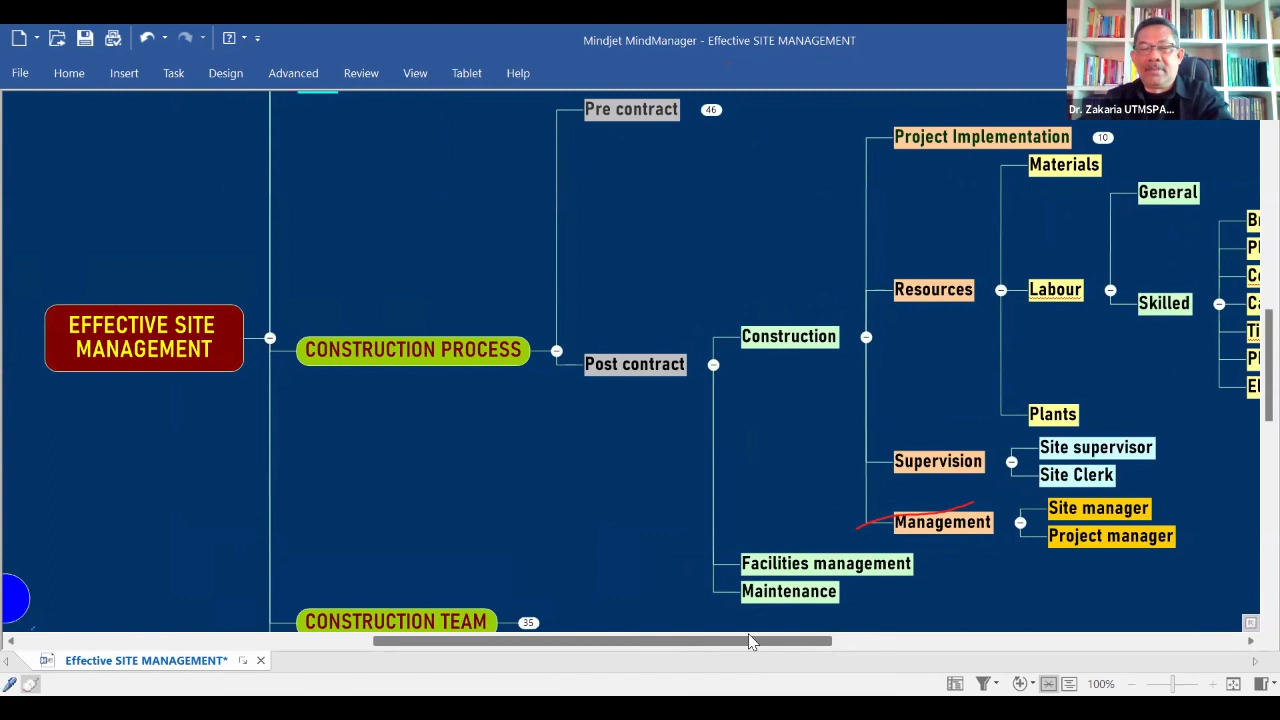 Mindjet MindManager - Effective SITE MANAGEMENT
File Home Insert Task Design Advanced Review View Tablet Help
Dr. Zakaria UTMSPA...
Pre contract 46
Project Implementation 10
Materials
General
Resources
Labour
Skilled
EFFECTIVE SITE
MANAGEMENT
CONSTRUCTION PROCESS
Construction
Post contract
Plants
Supervision
Site supervisor
Site Clerk
Management
Site manager
Project manager
Facilities management
Maintenance
CONSTRUCTION TEAM 35
Effective SITE MANAGEMENT*
100%